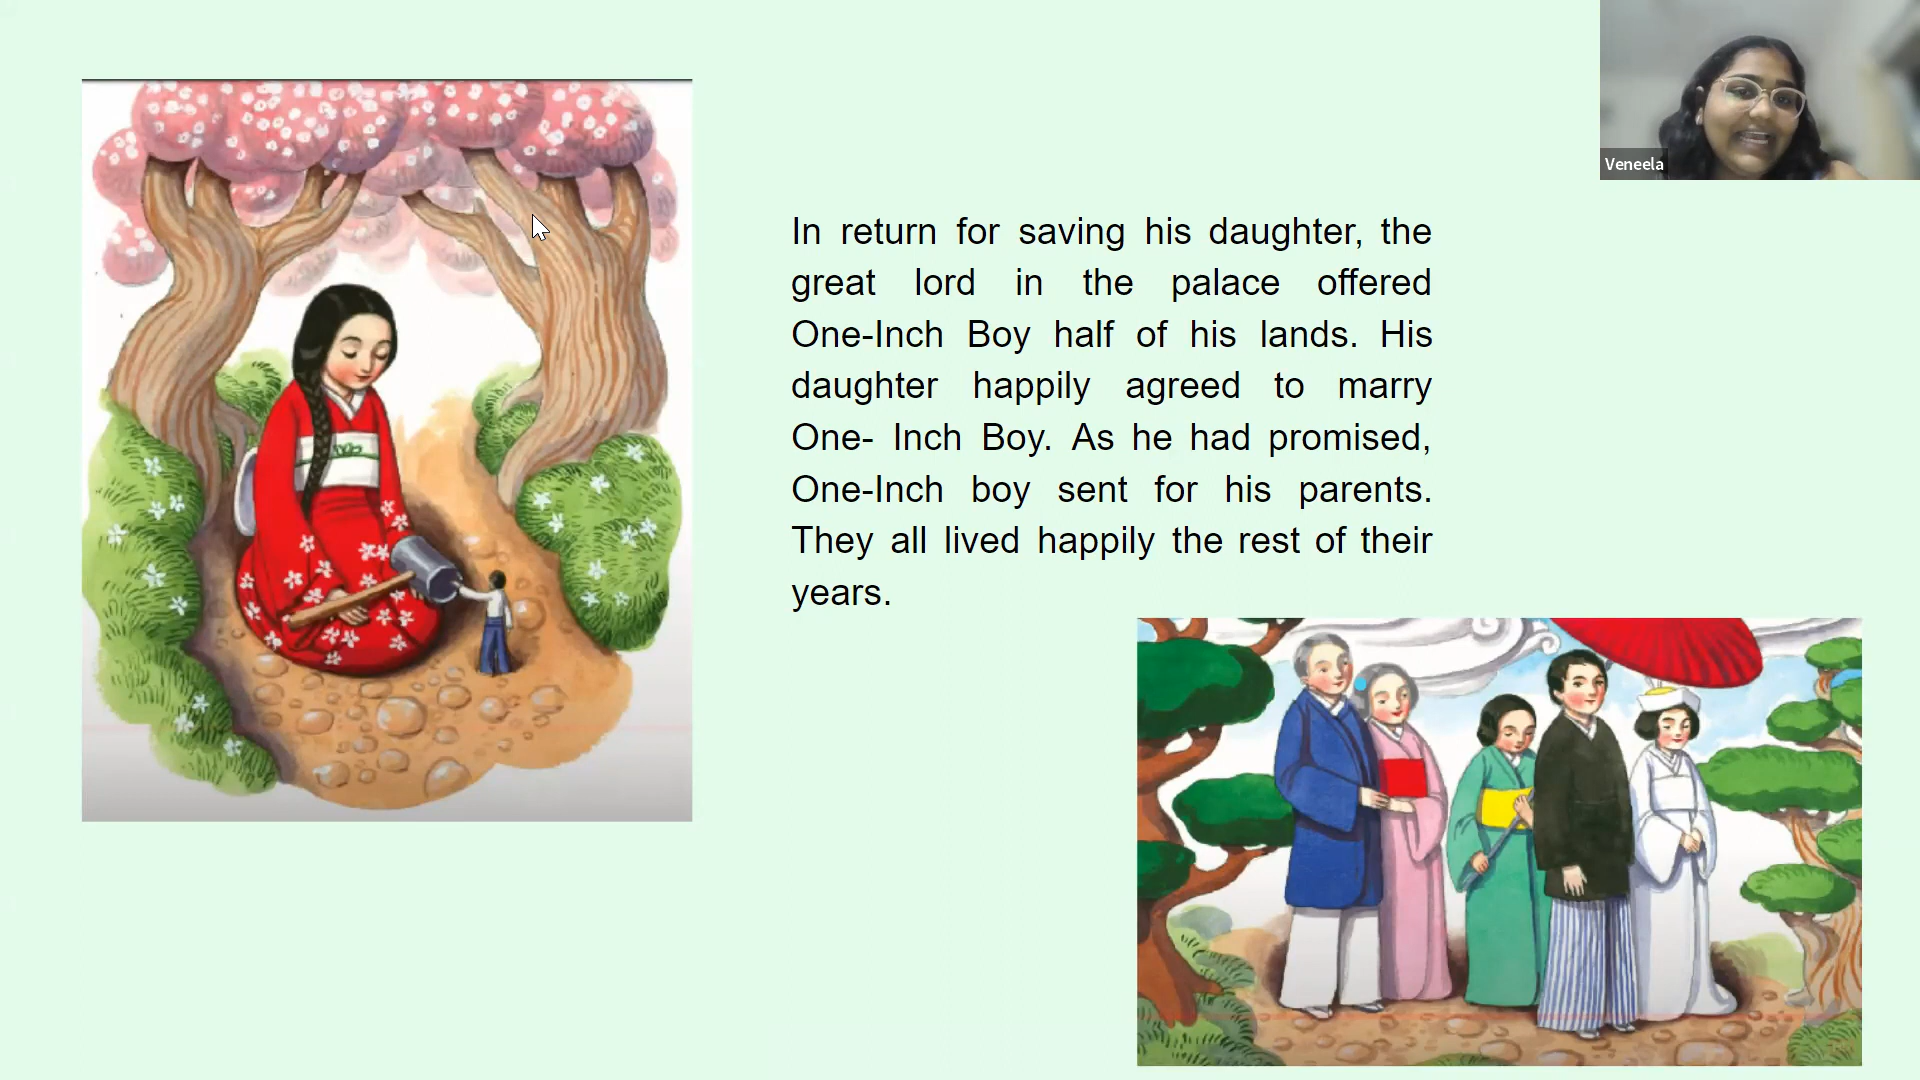 Veneela
In return for saving his daughter, the
great lord in the palace offered
One-Inch Boy half of his lands. His
daughter happily agreed to marry
One- Inch Boy. As he had promised,
One-Inch boy sent for his parents.
They all lived happily the rest of their
years.